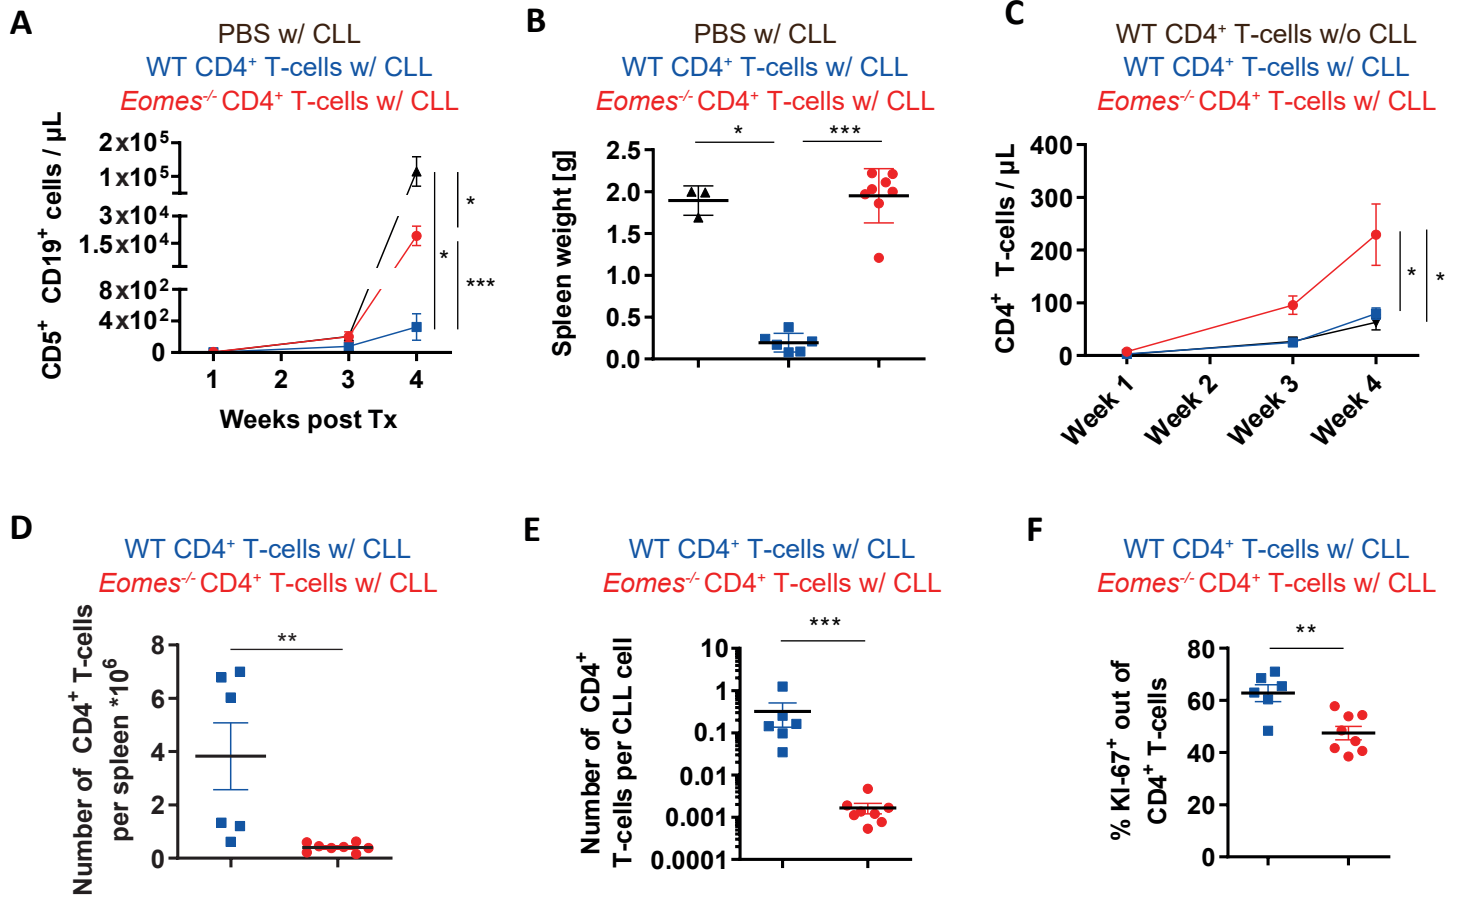 A
PBS w/ CLL
WT CD4⁺ T-cells w/ CLL
Eomes⁻/⁻ CD4⁺ T-cells w/ CLL
CD5⁺ CD19⁺ cells / µL
2x10⁵
1x10⁵
3x10⁴
1.5x10⁴
8x10²
4x10²
0
*
*
***
1 2 3 4
Weeks post Tx
B
PBS w/ CLL
WT CD4⁺ T-cells w/ CLL
Eomes⁻/⁻ CD4⁺ T-cells w/ CLL
* ***
Spleen weight [g]
2.5
2.0
1.5
1.0
0.5
0.0
C
WT CD4⁺ T-cells w/o CLL
WT CD4⁺ T-cells w/ CLL
Eomes⁻/⁻ CD4⁺ T-cells w/ CLL
CD4⁺ T-cells / µL
400
300
200
100
0
* *
Week 1 Week 2 Week 3 Week 4
D
WT CD4⁺ T-cells w/ CLL
Eomes⁻/⁻ CD4⁺ T-cells w/ CLL
Number of CD4⁺ T-cells
per spleen *10⁶
**
8
6
4
2
0
E
WT CD4⁺ T-cells w/ CLL
Eomes⁻/⁻ CD4⁺ T-cells w/ CLL
***
Number of CD4⁺
T-cells per CLL cell
10
1
0.1
0.01
0.001
0.0001
F
WT CD4⁺ T-cells w/ CLL
Eomes⁻/⁻ CD4⁺ T-cells w/ CLL
**
% KI-67⁺ out of
CD4⁺ T-cells
80
60
40
20
0